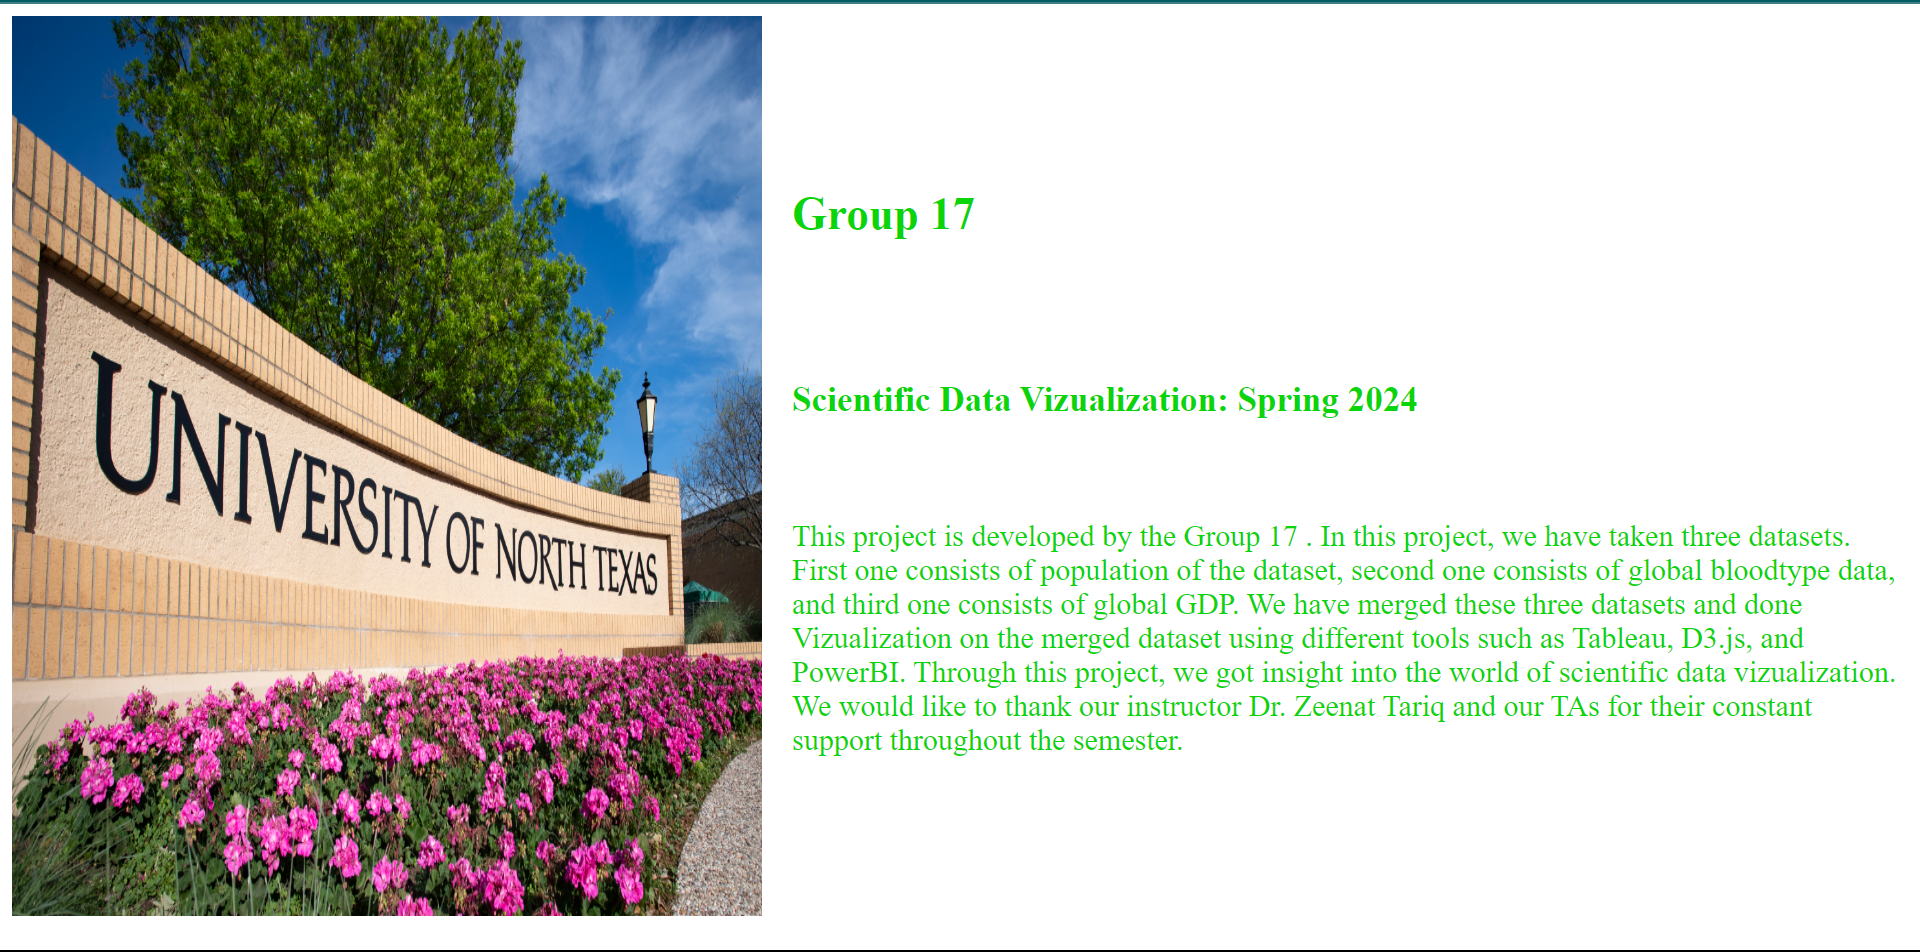 UNIVERSITY OF NORTH TEXAS
Group 17
Scientific Data Vizualization: Spring 2024
This project is developed by the Group 17 . In this project, we have taken three datasets.
First one consists of population of the dataset, second one consists of global bloodtype data,
and third one consists of global GDP. We have merged these three datasets and done
Vizualization on the merged dataset using different tools such as Tableau, D3.js, and
PowerBI. Through this project, we got insight into the world of scientific data vizualization.
We would like to thank our instructor Dr. Zeenat Tariq and our TAs for their constant
support throughout the semester.